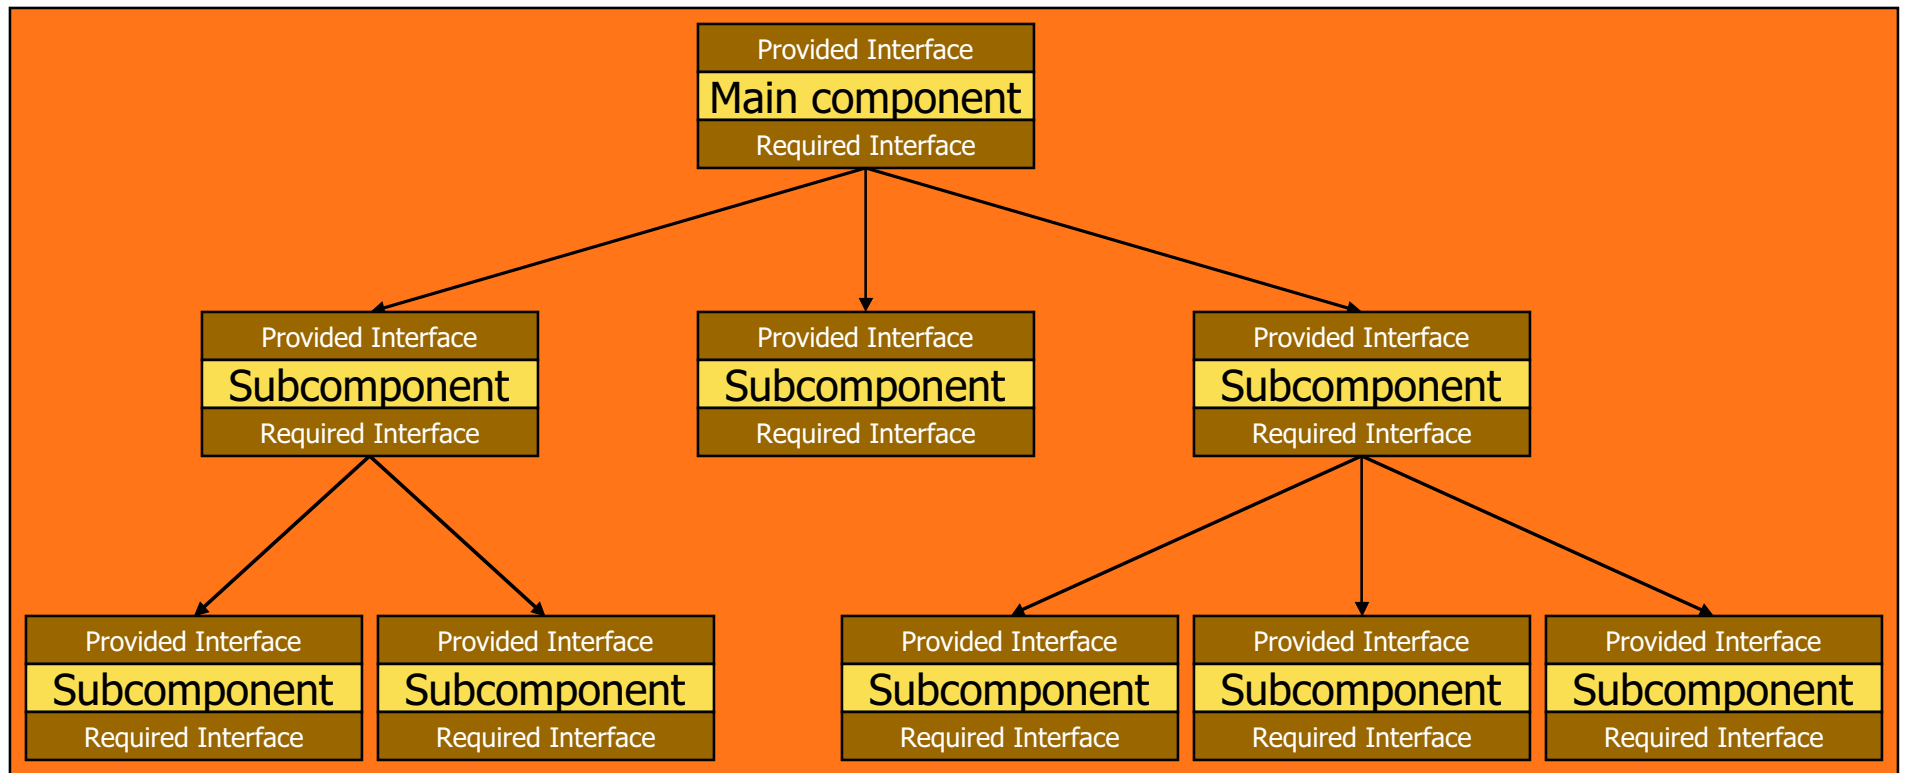 Provided Interface
Main component
Required Interface
Provided Interface
Subcomponent
Required Interface
Provided Interface
Subcomponent
Required Interface
Provided Interface
Subcomponent
Required Interface
Provided Interface
Subcomponent
Required Interface
Provided Interface
Subcomponent
Required Interface
Provided Interface
Subcomponent
Required Interface
Provided Interface
Subcomponent
Required Interface
Provided Interface
Subcomponent
Required Interface